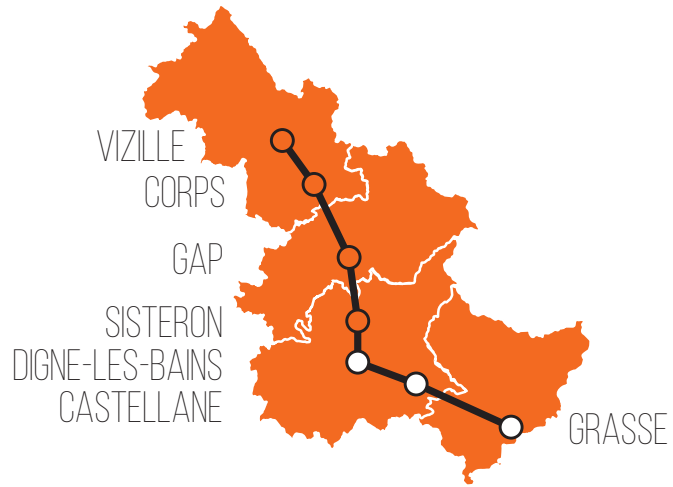 VIZILLE
CORPS
GAP
SISTERON
DIGNE-LES-BAINS
CASTELLANE
GRASSE